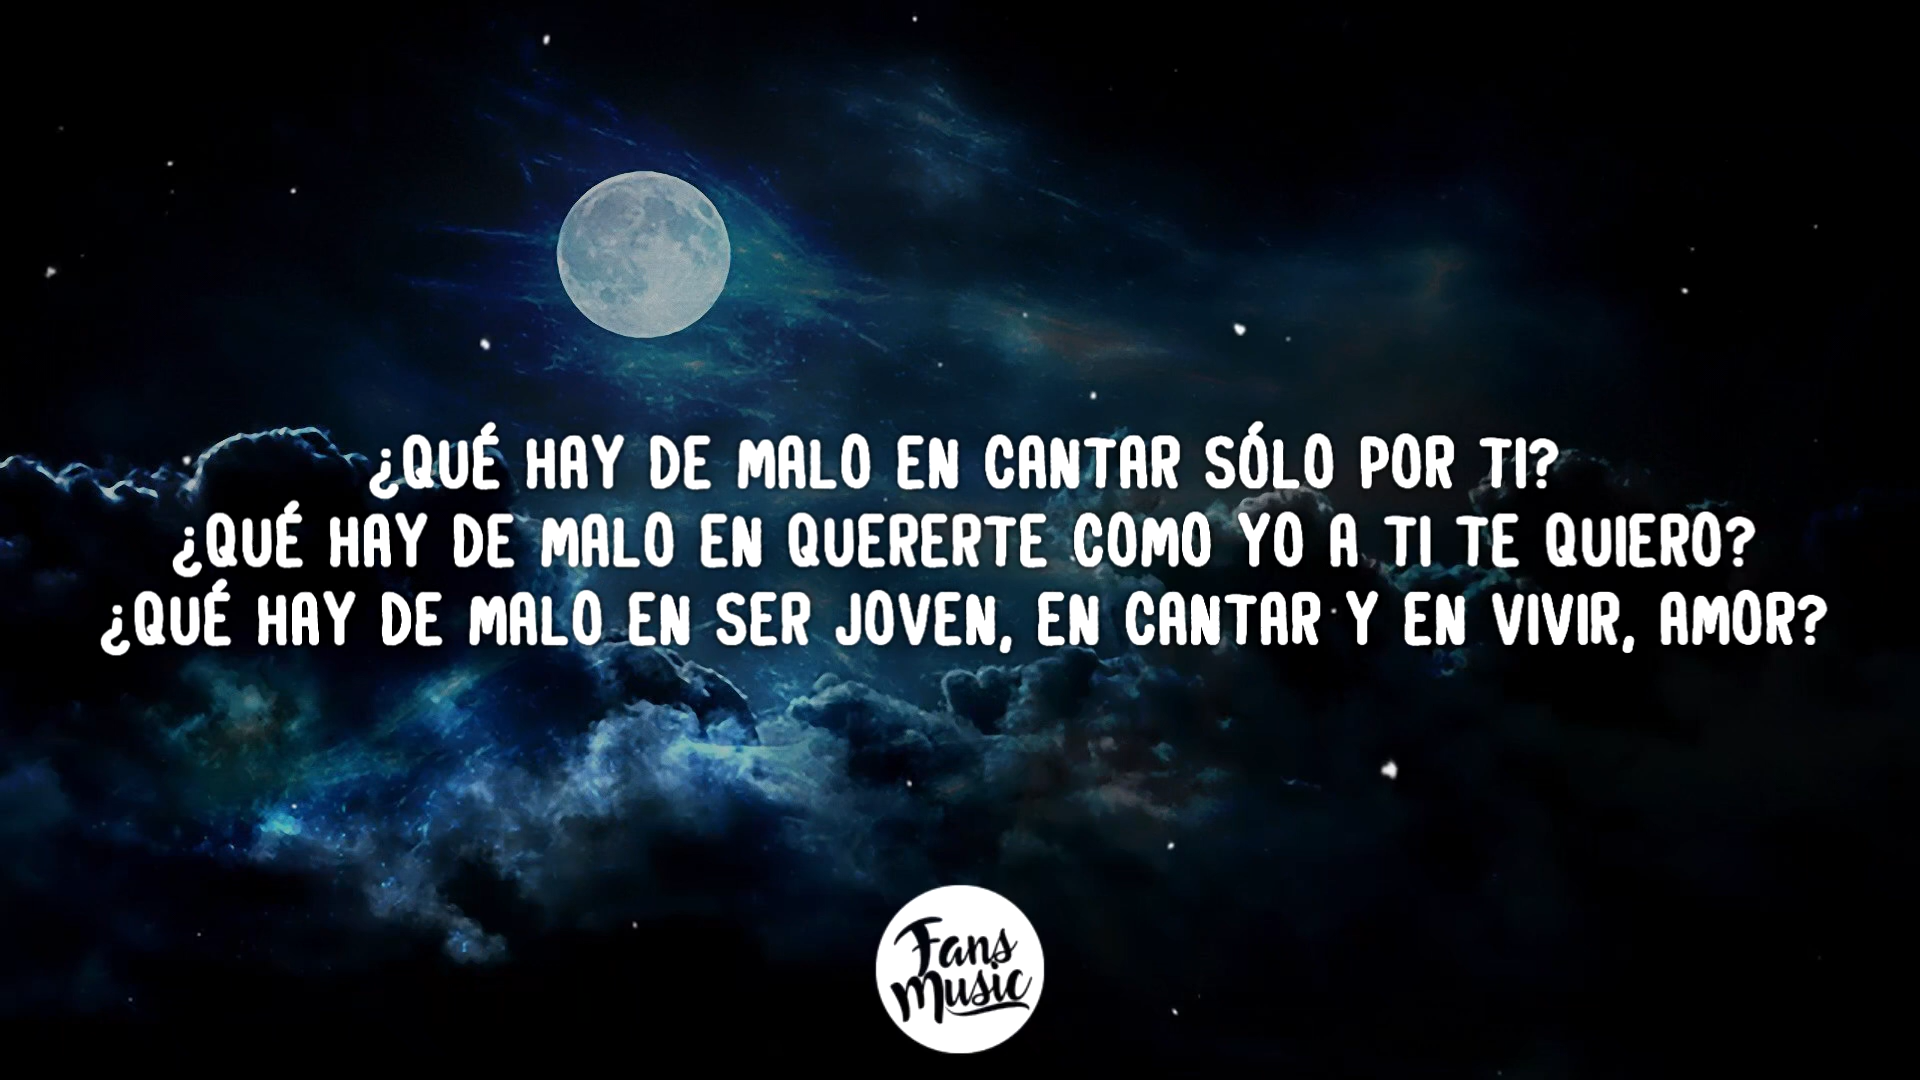 ¿QUÉ HAY DE MALO EN CANTAR SÓLO POR TI?
¿QUÉ HAY DE MALO EN QUERERTE COMO YO A TI TE QUIERO?
¿QUÉ HAY DE MALO EN SER JOVEN, EN CANTAR Y EN VIVIR, AMOR?
Fans
Music